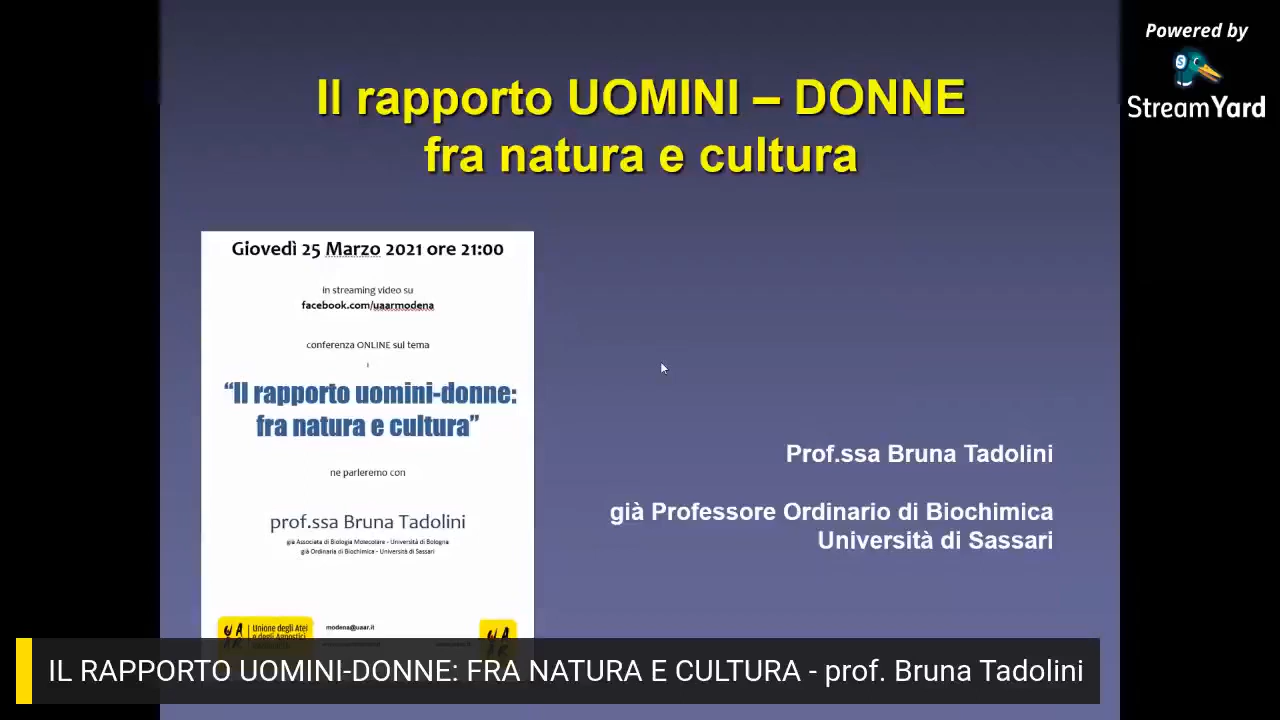 Powered by
StreamYard
Il rapporto UOMINI – DONNE
fra natura e cultura
Giovedì 25 Marzo 2021 ore 21:00
in streaming video su
facebook.com/uaarmodena
conferenza ONLINE sul tema
“Il rapporto uomini-donne:
fra natura e cultura”
ne parleremo con
prof.ssa Bruna Tadolini
già Associata di Biologia Molecolare - Università di Bologna
già Ordinaria di Biochimica - Università di Sassari
Prof.ssa Bruna Tadolini
già Professore Ordinario di Biochimica
Università di Sassari
Unione degli Atei
e degli Agnostici
modena@uaar.it
IL RAPPORTO UOMINI-DONNE: FRA NATURA E CULTURA - prof. Bruna Tadolini